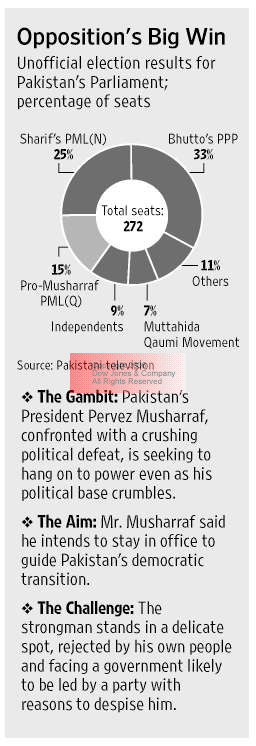 Opposition's Big Win
Unofficial election results for
Pakistan's Parliament;
percentage of seats
Sharif's PML(N)
25%
Bhutto's PPP
33%
Total seats:
272
15%
Pro-Musharraf
PML(Q)
9%
Independents
7%
Muttahida
Qaumi Movement
11%
Others
Source: Pakistani television
Dow Jones & Company
All Rights Reserved
❖ The Gambit: Pakistan's
President Pervez Musharraf,
confronted with a crushing
political defeat, is seeking to
hang on to power even as his
political base crumbles.
❖ The Aim: Mr. Musharraf said
he intends to stay in office to
guide Pakistan's democratic
transition.
❖ The Challenge: The
strongman stands in a delicate
spot, rejected by his own people
and facing a government likely
to be led by a party with
reasons to despise him.